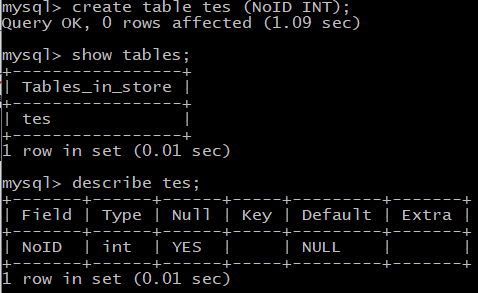 mysql> create table tes (NoID INT);
Query OK, 0 rows affected (1.09 sec)
mysql> show tables;
+-----------------+
| Tables_in_store |
+-----------------+
| tes             |
+-----------------+
1 row in set (0.01 sec)
mysql> describe tes;
+-------+------+------+-----+---------+-------+
| Field | Type | Null | Key | Default | Extra |
+-------+------+------+-----+---------+-------+
| NoID  | int  | YES  |     | NULL    |       |
+-------+------+------+-----+---------+-------+
1 row in set (0.01 sec)